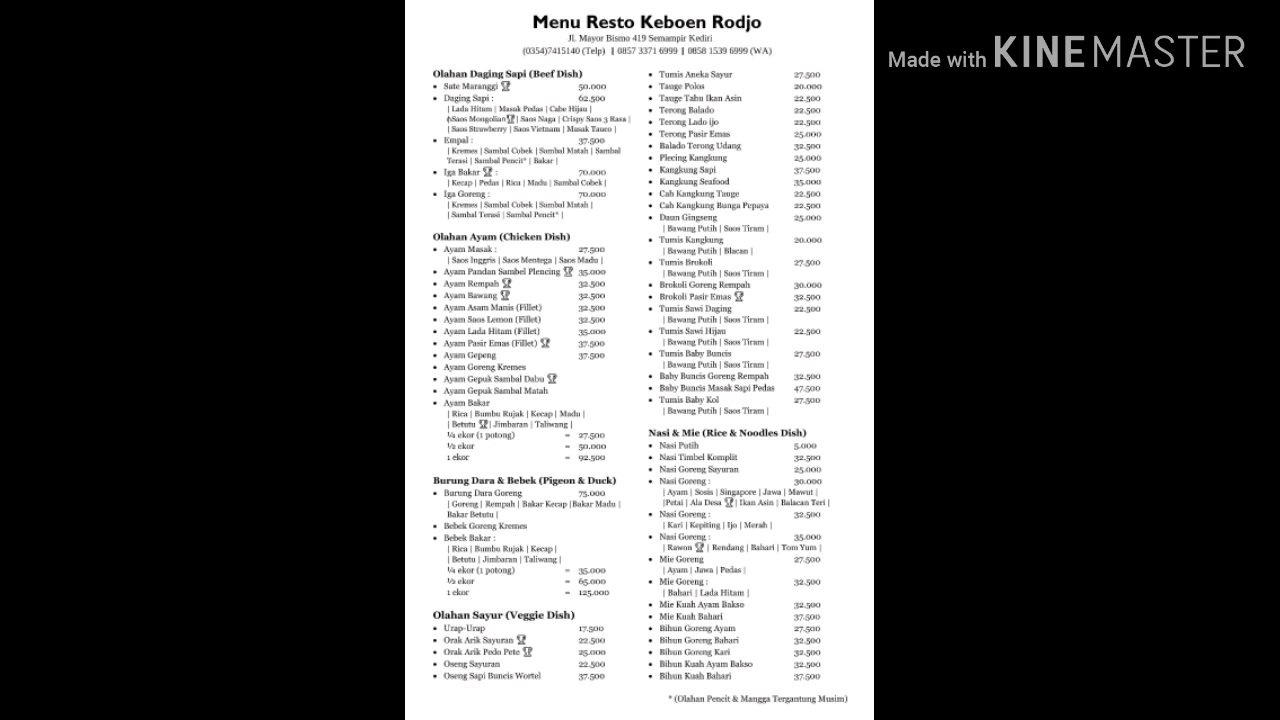 Menu Resto Keboen Rodjo
Jl. Mayor Bismo 419 Semampir Kediri
(0354)7415140 (Telp) || 0857 3371 6999 || 0858 1539 6999 (WA)
Made with KINEMASTER
Olahan Daging Sapi (Beef Dish)
• Sate Maranggi 50.000
• Daging Sapi : 62.500
| Lada Hitam | Masak Pedas | Cabe Hijau |
|\Saos Mongolian | Saos Naga | Crispy Saos 3 Rasa |
| Saos Strawberry | Saos Vietnam | Masak Tauco |
• Empal : 37.500
| Kremes | Sambal Cobek | Sambal Matah | Sambal
Terasi | Sambal Pencit* | Bakar |
• Iga Bakar : 70.000
| Kecap | Pedas | Rica | Madu | Sambal Cobek |
• Iga Goreng : 70.000
| Kremes | Sambal Cobek | Sambal Matah |
| Sambal Terasi | Sambal Pencit* |
Olahan Ayam (Chicken Dish)
• Ayam Masak : 27.500
| Saos Inggris | Saos Mentega | Saos Madu |
• Ayam Pandan Sambel Plencing 35.000
• Ayam Rempah 32.500
• Ayam Bawang 32.500
• Ayam Asam Manis (Fillet) 32.500
• Ayam Saos Lemon (Fillet) 32.500
• Ayam Lada Hitam (Fillet) 35.000
• Ayam Pasir Emas (Fillet) 37.500
• Ayam Gepeng 37.500
• Ayam Goreng Kremes
• Ayam Gepuk Sambal Dabu
• Ayam Gepuk Sambal Matah
• Ayam Bakar
| Rica | Bumbu Rujak | Kecap | Madu |
| Betutu | Jimbaran | Taliwang |
¼ ekor (1 potong) = 27.500
½ ekor = 50.000
1 ekor = 92.500
Burung Dara & Bebek (Pigeon & Duck)
• Burung Dara Goreng 75.000
| Goreng | Rempah | Bakar Kecap |Bakar Madu |
Bakar Betutu |
• Bebek Goreng Kremes
• Bebek Bakar :
| Rica | Bumbu Rujak | Kecap |
| Betutu | Jimbaran | Taliwang |
¼ ekor (1 potong) = 35.000
½ ekor = 65.000
1 ekor = 125.000
Olahan Sayur (Veggie Dish)
• Urap-Urap 17.500
• Orak Arik Sayuran 22.500
• Orak Arik Pedo Pete 25.000
• Oseng Sayuran 22.500
• Oseng Sapi Buncis Wortel 37.500
• Tumis Aneka Sayur 27.500
• Tauge Polos 20.000
• Tauge Tahu Ikan Asin 22.500
• Terong Balado 22.500
• Terong Lado ijo 22.500
• Terong Pasir Emas 25.000
• Balado Terong Udang 32.500
• Plecing Kangkung 25.000
• Kangkung Sapi 37.500
• Kangkung Seafood 35.000
• Cah Kangkung Tauge 22.500
• Cah Kangkung Bunga Pepaya 22.500
• Daun Gingseng 25.000
| Bawang Putih | Saos Tiram |
• Tumis Kangkung 20.000
| Bawang Putih | Blacan |
• Tumis Brokoli 27.500
| Bawang Putih | Saos Tiram |
• Brokoli Goreng Rempah 30.000
• Brokoli Pasir Emas 32.500
• Tumis Sawi Daging 22.500
| Bawang Putih | Saos Tiram |
• Tumis Sawi Hijau 22.500
| Bawang Putih | Saos Tiram |
• Tumis Baby Buncis 27.500
| Bawang Putih | Saos Tiram |
• Baby Buncis Goreng Rempah 32.500
• Baby Buncis Masak Sapi Pedas 47.500
• Tumis Baby Kol 27.500
| Bawang Putih | Saos Tiram |
Nasi & Mie (Rice & Noodles Dish)
• Nasi Putih 5.000
• Nasi Timbel Komplit 32.500
• Nasi Goreng Sayuran 25.000
• Nasi Goreng : 30.000
| Ayam | Sosis | Singapore | Jawa | Mawut |
|Petai | Ala Desa | Ikan Asin | Balacan Teri |
• Nasi Goreng : 32.500
| Kari | Kepiting | Ijo | Merah |
• Nasi Goreng : 35.000
| Rawon | Rendang | Bahari | Tom Yum |
• Mie Goreng 27.500
| Ayam | Jawa | Pedas |
• Mie Goreng : 32.500
| Bahari | Lada Hitam |
• Mie Kuah Ayam Bakso 32.500
• Mie Kuah Bahari 37.500
• Bihun Goreng Ayam 27.500
• Bihun Goreng Bahari 32.500
• Bihun Goreng Kari 32.500
• Bihun Kuah Ayam Bakso 32.500
• Bihun Kuah Bahari 37.500
* (Olahan Pencit & Mangga Tergantung Musim)